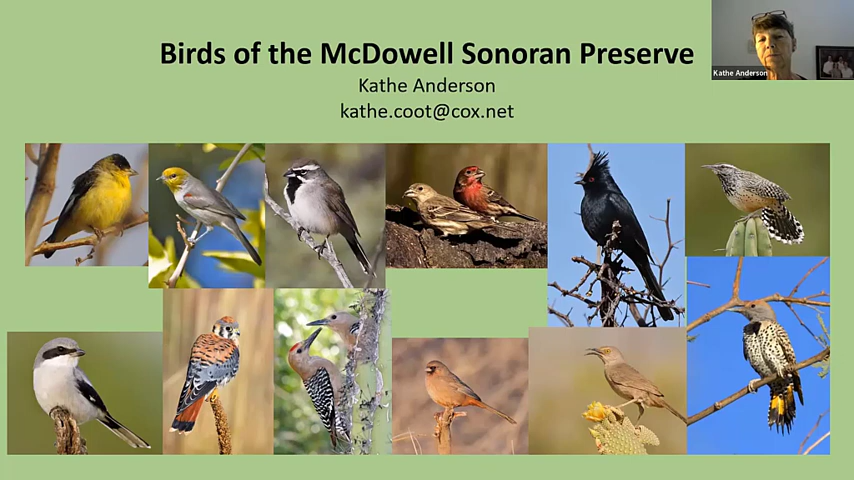 Birds of the McDowell Sonoran Preserve
Kathe Anderson
kathe.coot@cox.net
Kathe Anderson